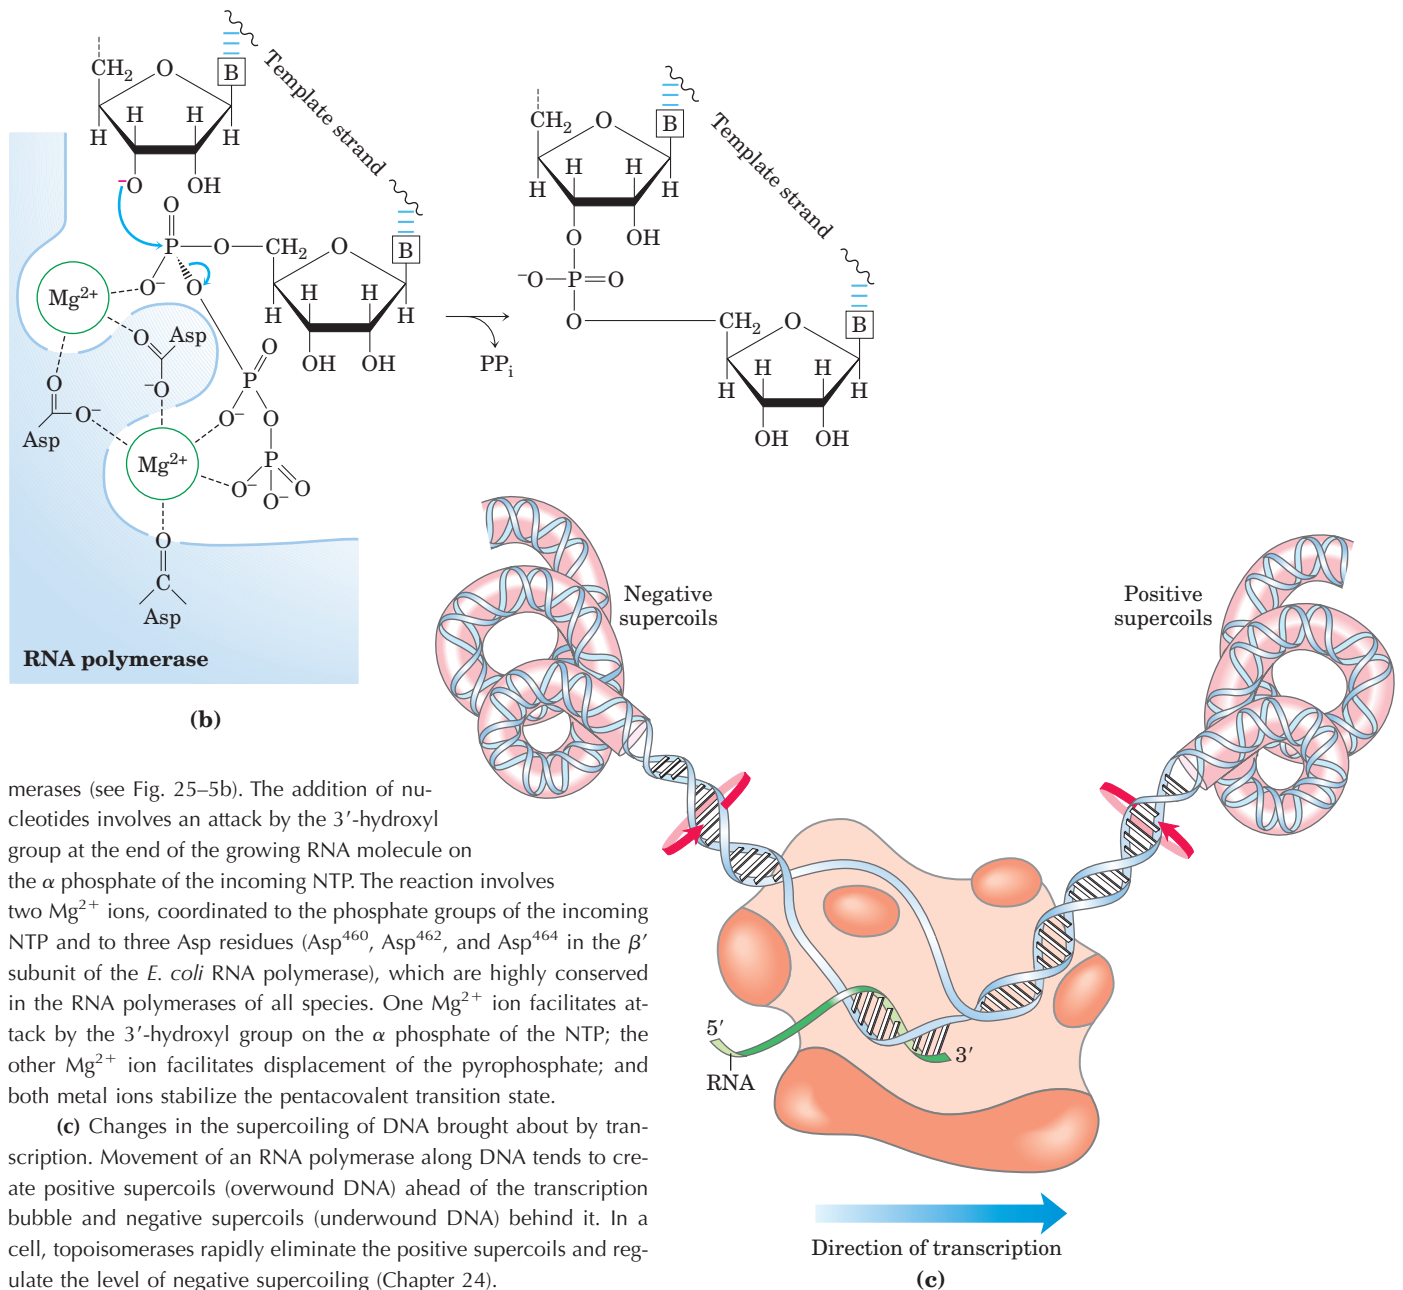 CH2 O B Template strand
H H H H
−O OH
O
P O CH2 O B
O− O
Mg2+
H H H H
OH OH
O Asp
−O
O
O−
Asp
P O
O− O
Mg2+
P
O− O− O
O
C
Asp
RNA polymerase
(b)
PPi
CH2 O B Template strand
H H H H
O OH
−O P O
O CH2 O B
H H H H
OH OH
merases (see Fig. 25–5b). The addition of nu-
cleotides involves an attack by the 3′-hydroxyl
group at the end of the growing RNA molecule on
the α phosphate of the incoming NTP. The reaction involves
two Mg2+ ions, coordinated to the phosphate groups of the incoming
NTP and to three Asp residues (Asp460, Asp462, and Asp464 in the β′
subunit of the E. coli RNA polymerase), which are highly conserved
in the RNA polymerases of all species. One Mg2+ ion facilitates at-
tack by the 3′-hydroxyl group on the α phosphate of the NTP; the
other Mg2+ ion facilitates displacement of the pyrophosphate; and
both metal ions stabilize the pentacovalent transition state.
(c) Changes in the supercoiling of DNA brought about by tran-
scription. Movement of an RNA polymerase along DNA tends to cre-
ate positive supercoils (overwound DNA) ahead of the transcription
bubble and negative supercoils (underwound DNA) behind it. In a
cell, topoisomerases rapidly eliminate the positive supercoils and reg-
ulate the level of negative supercoiling (Chapter 24).
Negative
supercoils
Positive
supercoils
5′
RNA
3′
Direction of transcription
(c)